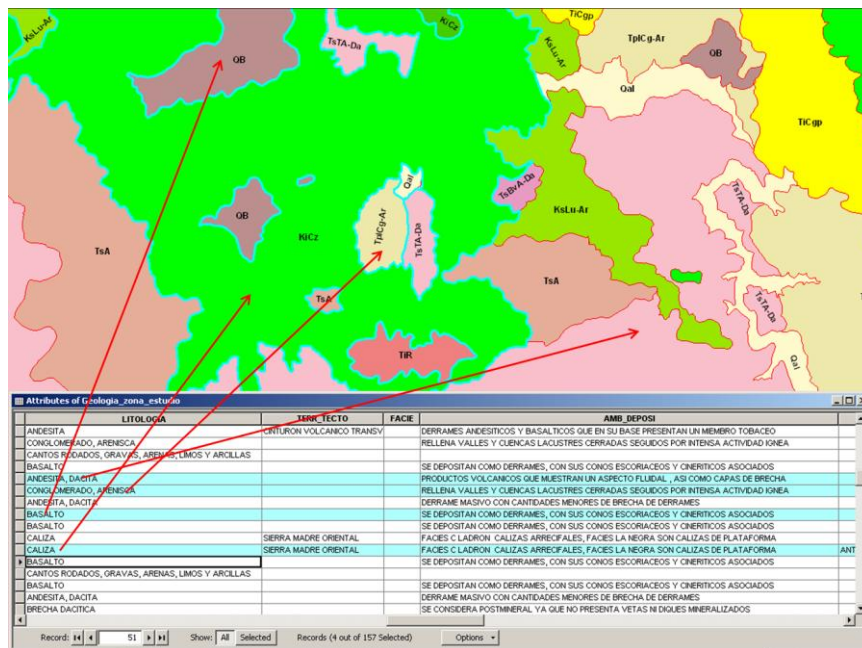 KsLu-Ar
QB
TsTA-Da
KiCz
KsLu-Ar
TiCgp
TplCg-Ar
QB
Qal
TiCgp
TsA
QB
KiCz
TplCg-Ar
Qal
TsTA-Da
TsBvA-Da
KsLu-Ar
TsTA-Da
TsA
TsA
TsTA-Da
TiR
Qal
Attributes of Geologia_zona_estudio
LITOLOGIA TERR_TECTO FACIE AMB_DEPOSI
ANDESITA CINTURON VOLCANICO TRANSV DERRAMES ANDESITICOS Y BASALTICOS QUE EN SU BASE PRESENTAN UN MIEMBRO TOBACEO
CONGLOMERADO, ARENISCA RELLENA VALLES Y CUENCAS LACUSTRES CERRADAS SEGUIDOS POR INTENSA ACTIVIDAD IGNEA
CANTOS RODADOS, GRAVAS, ARENAS, LIMOS Y ARCILLAS
BASALTO SE DEPOSITAN COMO DERRAMES, CON SUS CONOS ESCORIACEOS Y CINERITICOS ASOCIADOS
ANDESITA, DACITA PRODUCTOS VOLCANICOS QUE MUESTRAN UN ASPECTO FLUIDAL , ASI COMO CAPAS DE BRECHA
CONGLOMERADO, ARENISCA RELLENA VALLES Y CUENCAS LACUSTRES CERRADAS SEGUIDOS POR INTENSA ACTIVIDAD IGNEA
ANDESITA, DACITA DERRAME MASIVO CON CANTIDADES MENORES DE BRECHA DE DERRAMES
BASALTO SE DEPOSITAN COMO DERRAMES, CON SUS CONOS ESCORIACEOS Y CINERITICOS ASOCIADOS
BASALTO SE DEPOSITAN COMO DERRAMES, CON SUS CONOS ESCORIACEOS Y CINERITICOS ASOCIADOS
CALIZA SIERRA MADRE ORIENTAL FACIES C LADRON CALIZAS ARRECIFALES, FACIES LA NEGRA SON CALIZAS DE PLATAFORMA
CALIZA SIERRA MADRE ORIENTAL FACIES C LADRON CALIZAS ARRECIFALES, FACIES LA NEGRA SON CALIZAS DE PLATAFORMA ANT
BASALTO SE DEPOSITAN COMO DERRAMES, CON SUS CONOS ESCORIACEOS Y CINERITICOS ASOCIADOS
CANTOS RODADOS, GRAVAS, ARENAS, LIMOS Y ARCILLAS
BASALTO SE DEPOSITAN COMO DERRAMES, CON SUS CONOS ESCORIACEOS Y CINERITICOS ASOCIADOS
ANDESITA, DACITA DERRAME MASIVO CON CANTIDADES MENORES DE BRECHA DE DERRAMES
BRECHA DACITICA SE CONSIDERA POSTMINERAL YA QUE NO PRESENTA VETAS NI DIQUES MINERALIZADOS
Record: 51 Show: All Selected Records (4 out of 157 Selected) Options